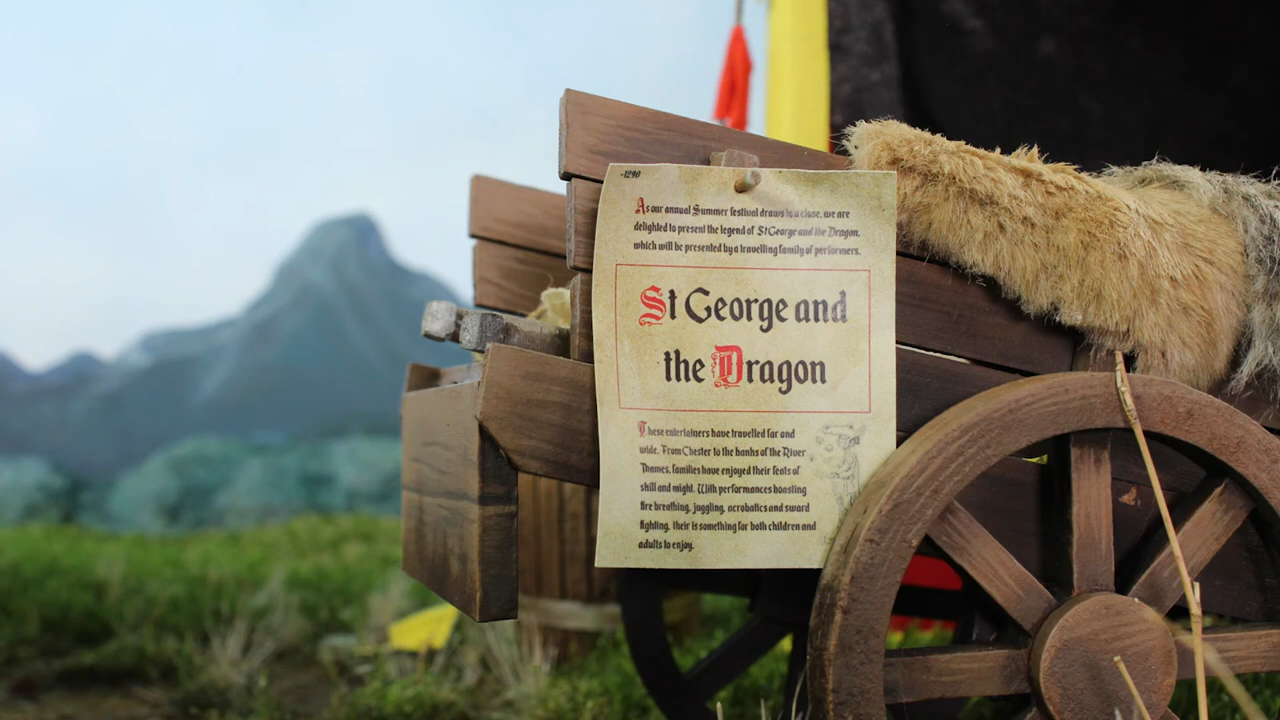 -1290
As our annual Summer festival draws to a close, we are
delighted to present the legend of St George and the Dragon,
which will be presented by a travelling family of performers.
St George and
the Dragon
These entertainers have travelled far and
wide. From Chester to the banks of the River
Thames, families have enjoyed their feats of
skill and might. With performances boasting
fire breathing, juggling, acrobatics and sword
fighting, their is something for both children and
adults to enjoy.